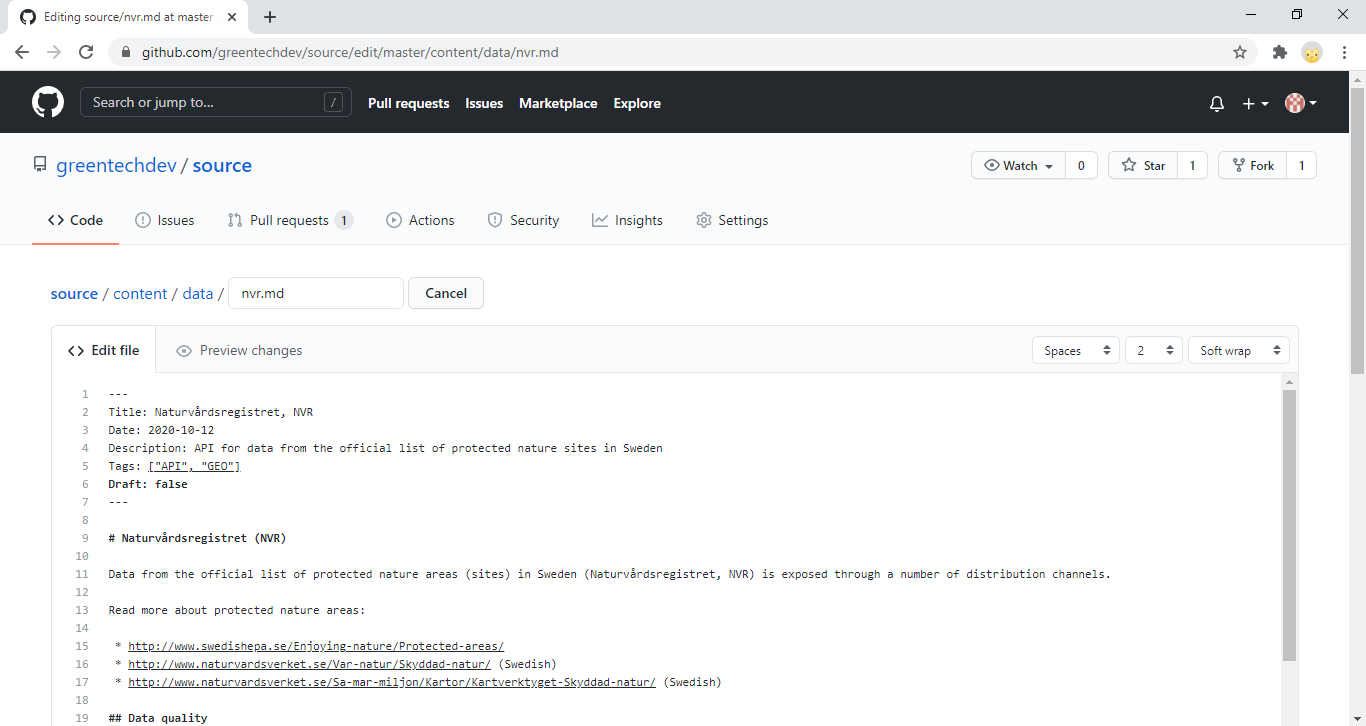 Editing source/nvr.md at master
github.com/greentechdev/source/edit/master/content/data/nvr.md
Search or jump to... /
Pull requests Issues Marketplace Explore
greentechdev / source
Watch 0 Star 1 Fork 1
Code Issues Pull requests 1 Actions Security Insights Settings
source / content / data / nvr.md Cancel
Edit file Preview changes Spaces 2 Soft wrap
1 ---
2 Title: Naturvårdsregistret, NVR
3 Date: 2020-10-12
4 Description: API for data from the official list of protected nature sites in Sweden
5 Tags: ["API", "GEO"]
6 Draft: false
7 ---
8
9 # Naturvårdsregistret (NVR)
10
11 Data from the official list of protected nature areas (sites) in Sweden (Naturvårdsregistret, NVR) is exposed through a number of distribution channels.
12
13 Read more about protected nature areas:
14
15 * http://www.swedishepa.se/Enjoying-nature/Protected-areas/
16 * http://www.naturvardsverket.se/Var-natur/Skyddad-natur/ (Swedish)
17 * http://www.naturvardsverket.se/Sa-mar-miljon/Kartor/Kartverktyget-Skyddad-natur/ (Swedish)
18
19 ## Data quality